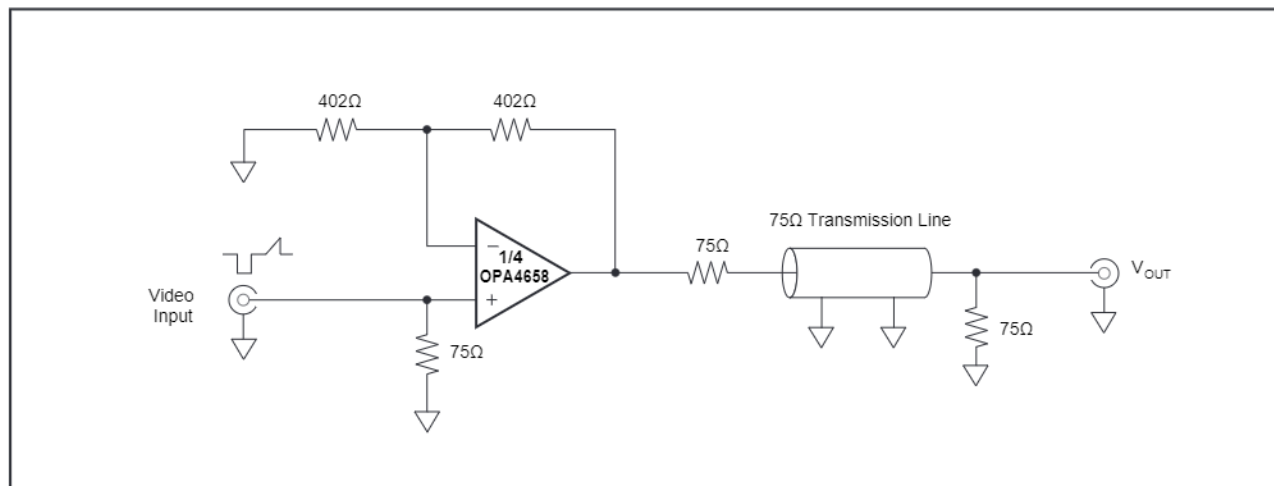 402Ω
402Ω
75Ω Transmission Line
75Ω
−
1/4
OPA4658
+
Video
Input
75Ω
VOUT
75Ω